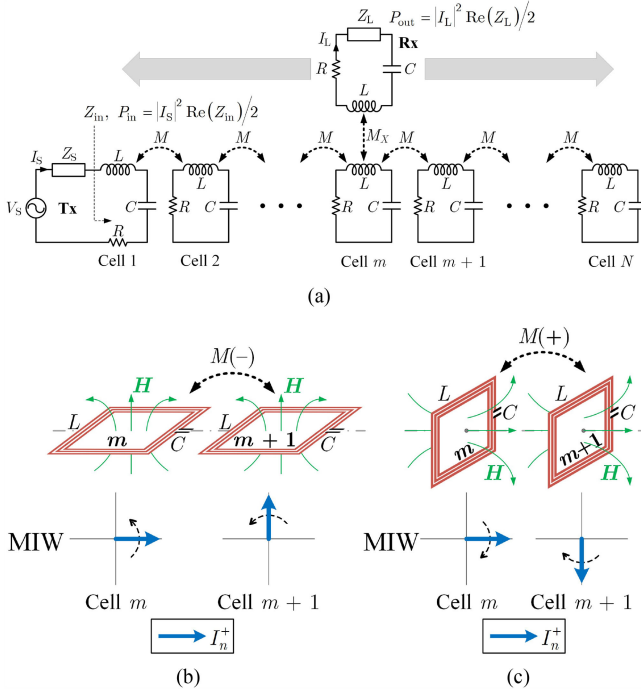 Z_L P_out = |I_L|^2 Re(Z_L)/2
I_L Rx
R C
L
Z_in, P_in = |I_S|^2 Re(Z_in)/2
M_X
I_S Z_S L M M M M M M
L L L L
V_S Tx C R C R C R C R C
R
Cell 1 Cell 2 Cell m Cell m + 1 Cell N
(a)
M(−) M(+)
H H L C C
L C L C L
m m + 1 m m+1
H H
MIW MIW
Cell m Cell m + 1 Cell m Cell m + 1
I_n^+ I_n^+
(b) (c)